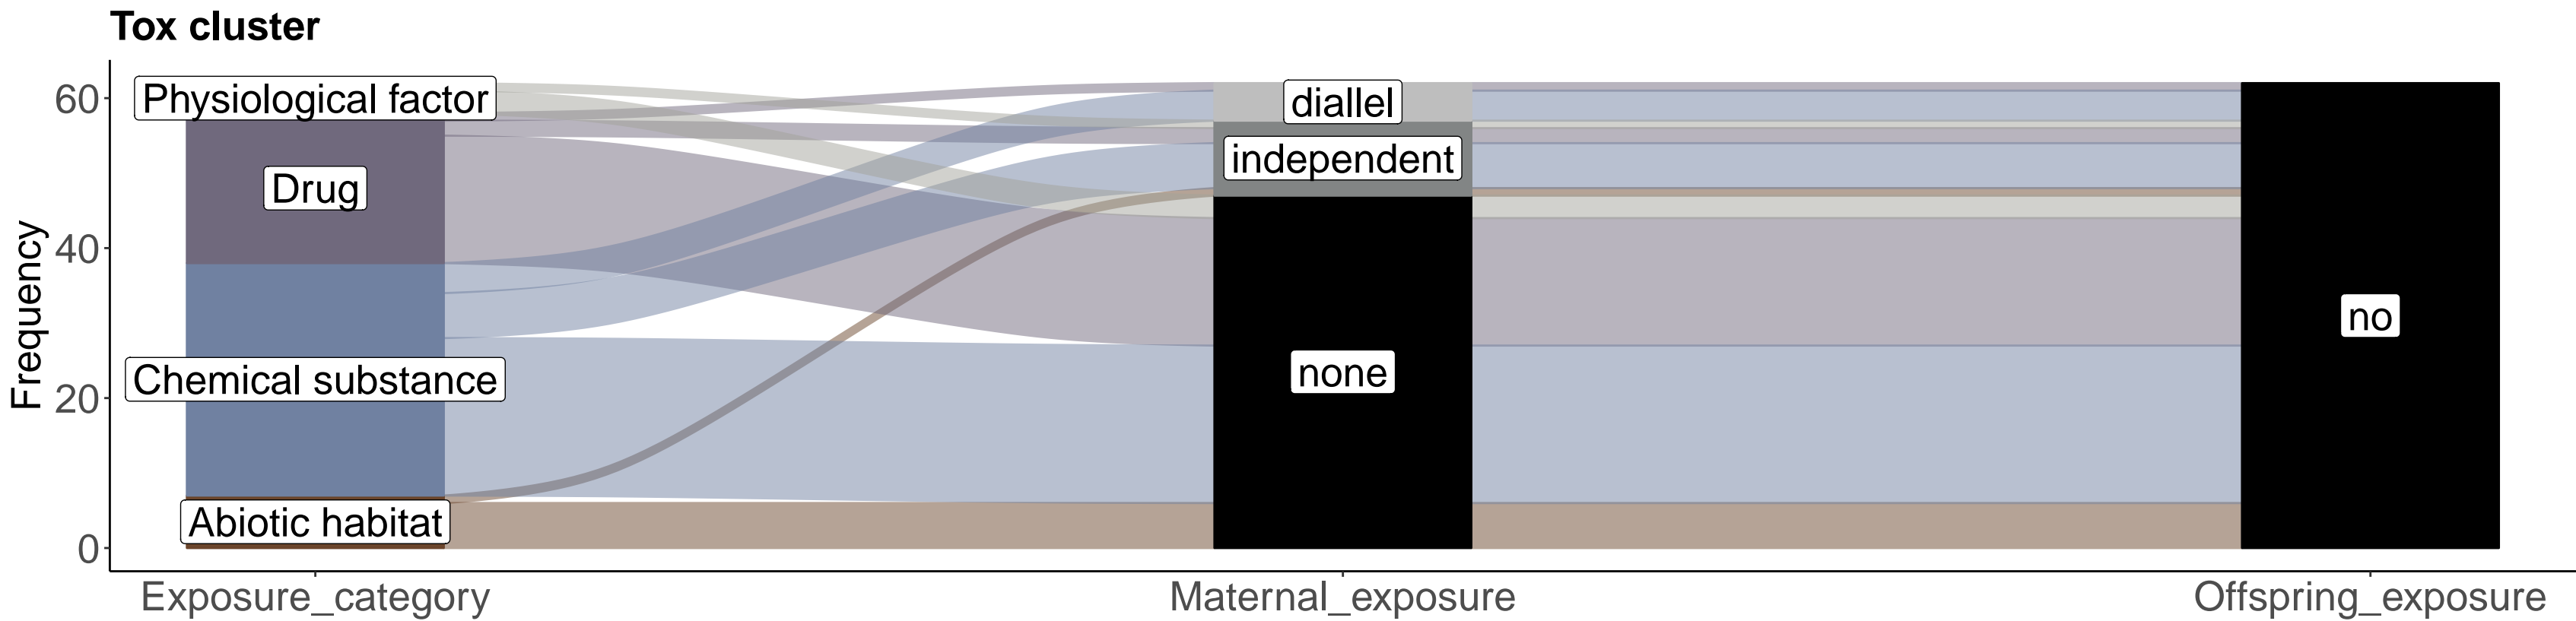 Tox cluster
Frequency
60
40
20
0
Physiological factor
Drug
Chemical substance
Abiotic habitat
diallel
independent
none
no
Exposure_category
Maternal_exposure
Offspring_exposure